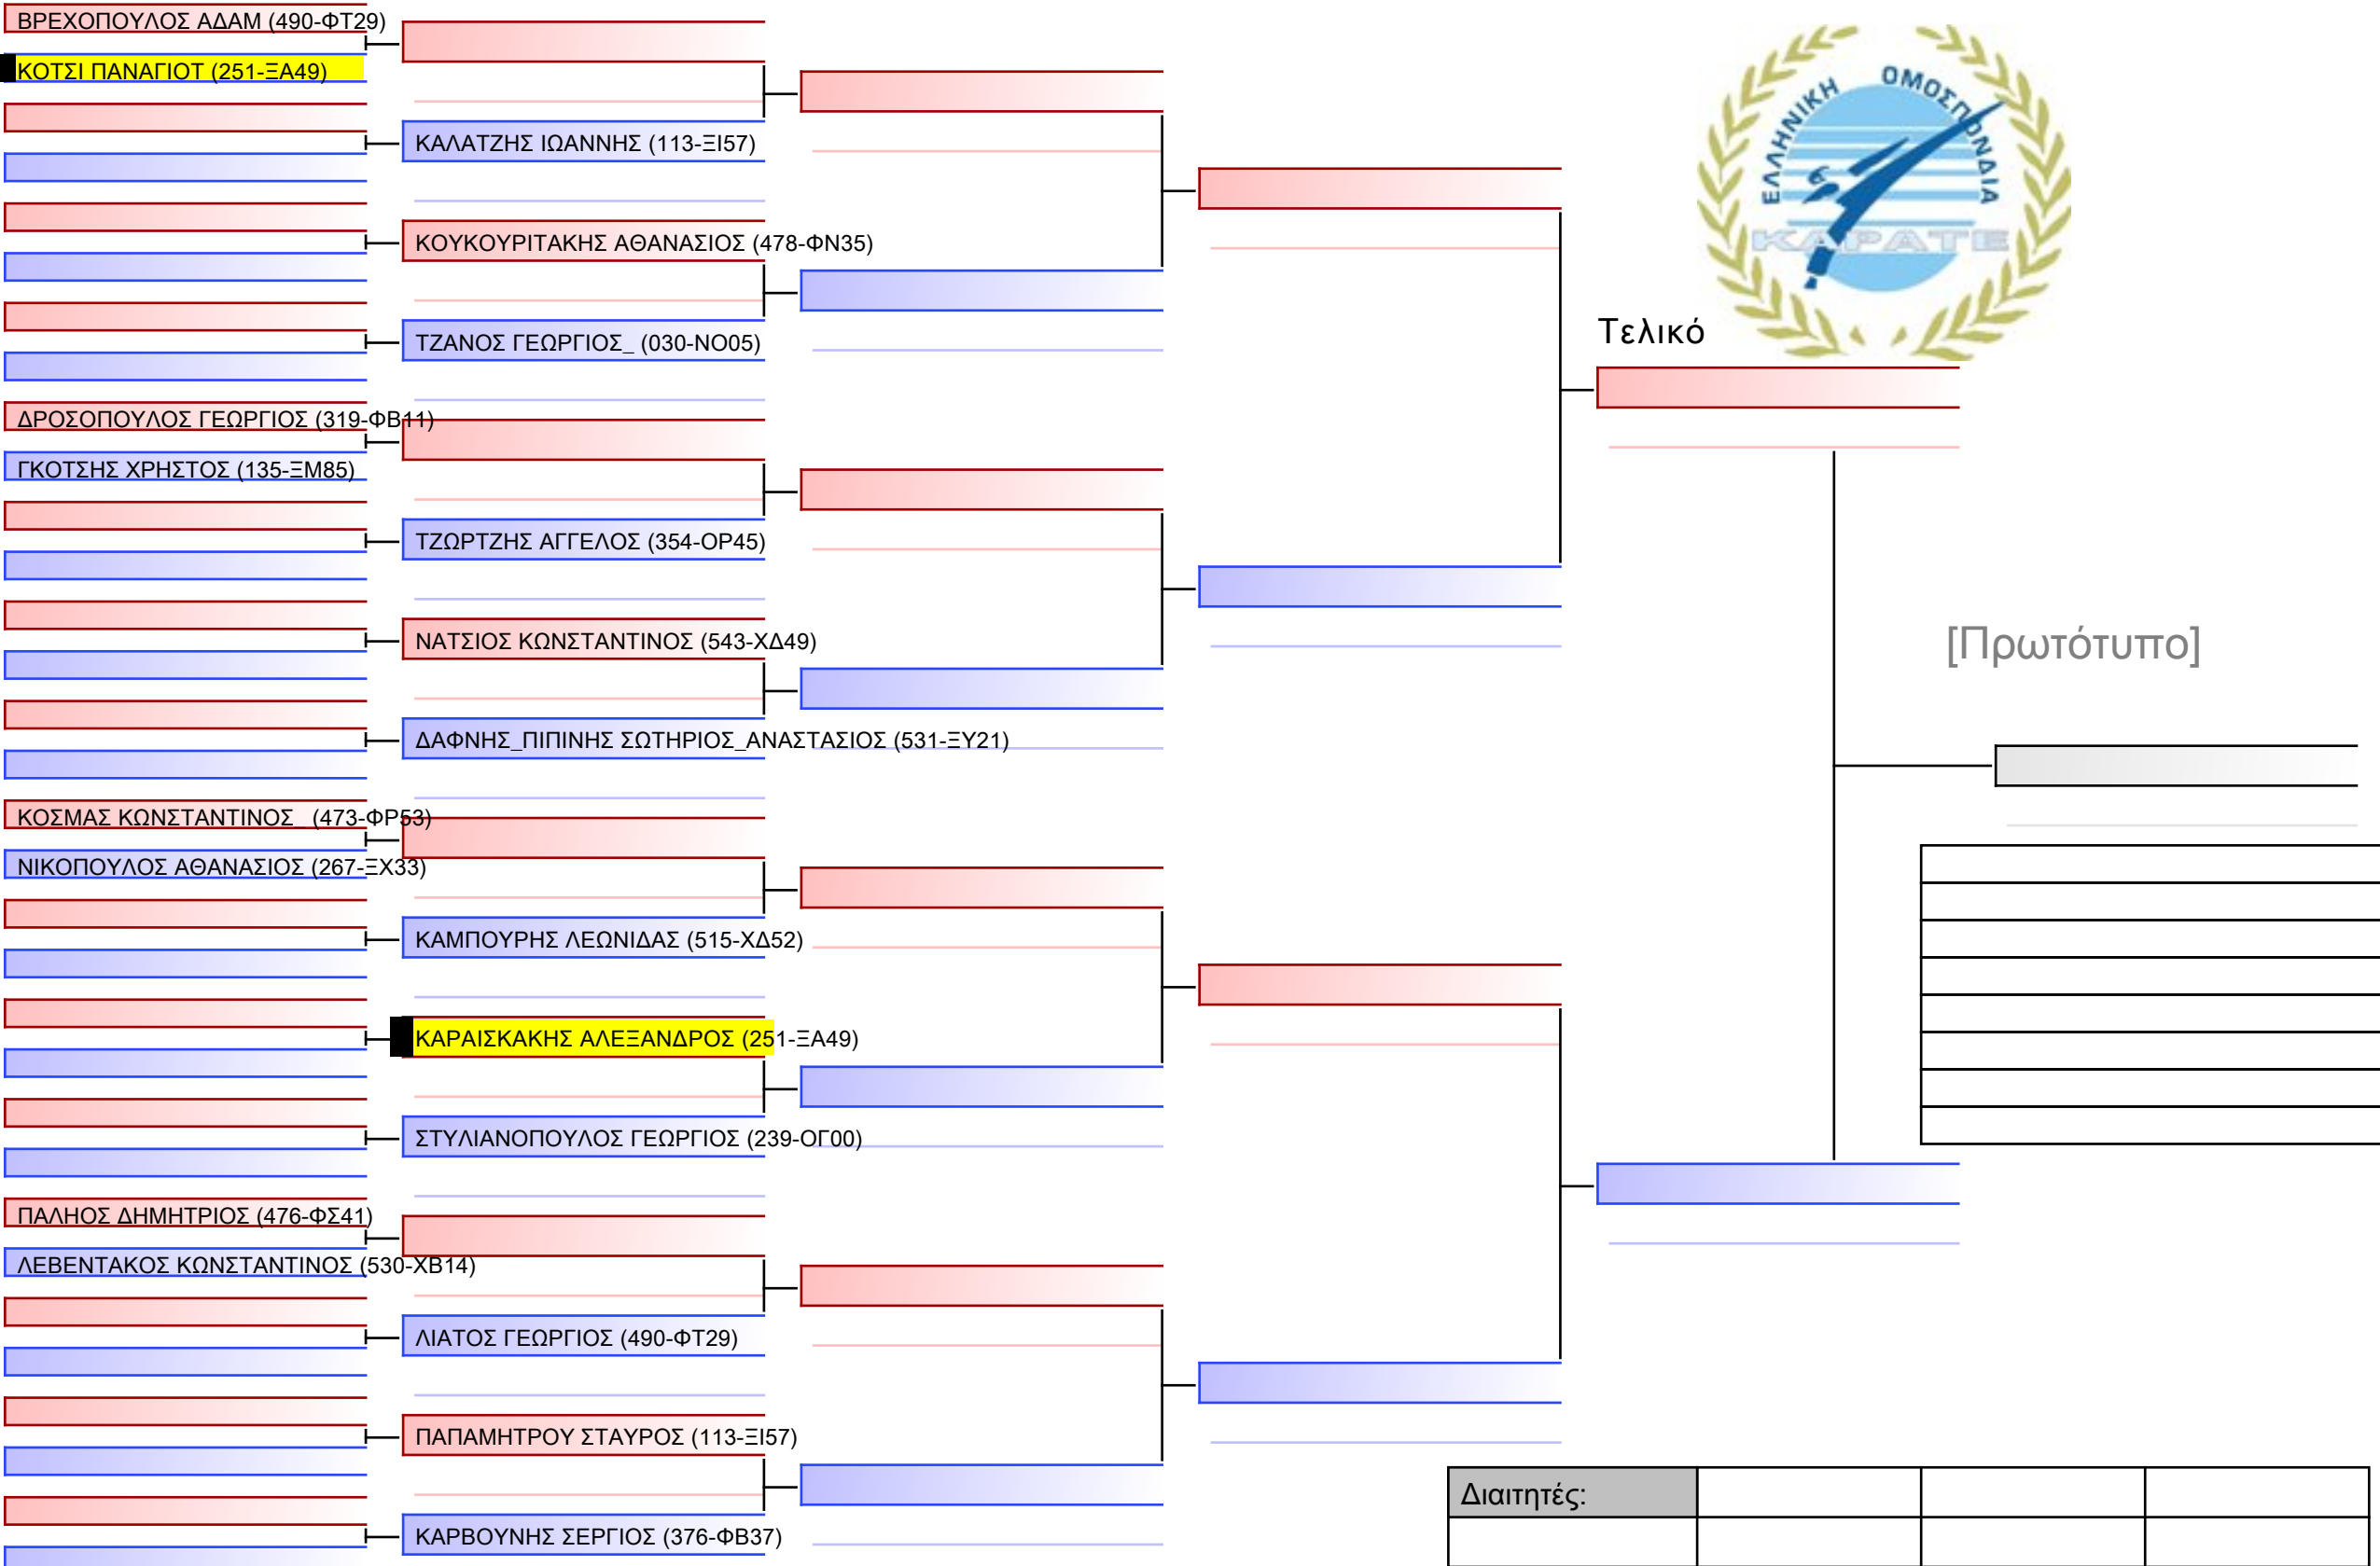 ΒΡΕΧΟΠΟΥΛΟΣ ΑΔΑΜ (490-ΦΤ29)
ΚΟΤΣΙ ΠΑΝΑΓΙΟΤ (251-ΞΑ49)
ΚΑΛΑΤΖΗΣ ΙΩΑΝΝΗΣ (113-ΞΙ57)
ΚΟΥΚΟΥΡΙΤΑΚΗΣ ΑΘΑΝΑΣΙΟΣ (478-ΦΝ35)
ΤΖΑΝΟΣ ΓΕΩΡΓΙΟΣ_ (030-ΝΟ05)
ΔΡΟΣΟΠΟΥΛΟΣ ΓΕΩΡΓΙΟΣ (319-ΦΒ11)
ΓΚΟΤΣΗΣ ΧΡΗΣΤΟΣ (135-ΞΜ85)
ΤΖΩΡΤΖΗΣ ΑΓΓΕΛΟΣ (354-ΟΡ45)
ΝΑΤΣΙΟΣ ΚΩΝΣΤΑΝΤΙΝΟΣ (543-ΧΔ49)
ΔΑΦΝΗΣ_ΠΙΠΙΝΗΣ ΣΩΤΗΡΙΟΣ_ΑΝΑΣΤΑΣΙΟΣ (531-ΞΥ21)
ΚΟΣΜΑΣ ΚΩΝΣΤΑΝΤΙΝΟΣ_ (473-ΦΡ53)
ΝΙΚΟΠΟΥΛΟΣ ΑΘΑΝΑΣΙΟΣ (267-ΞΧ33)
ΚΑΜΠΟΥΡΗΣ ΛΕΩΝΙΔΑΣ (515-ΧΔ52)
ΚΑΡΑΙΣΚΑΚΗΣ ΑΛΕΞΑΝΔΡΟΣ (251-ΞΑ49)
ΣΤΥΛΙΑΝΟΠΟΥΛΟΣ ΓΕΩΡΓΙΟΣ (239-ΟΓ00)
ΠΑΛΗΟΣ ΔΗΜΗΤΡΙΟΣ (476-ΦΣ41)
ΛΕΒΕΝΤΑΚΟΣ ΚΩΝΣΤΑΝΤΙΝΟΣ (530-ΧΒ14)
ΛΙΑΤΟΣ ΓΕΩΡΓΙΟΣ (490-ΦΤ29)
ΠΑΠΑΜΗΤΡΟΥ ΣΤΑΥΡΟΣ (113-ΞΙ57)
ΚΑΡΒΟΥΝΗΣ ΣΕΡΓΙΟΣ (376-ΦΒ37)
ΕΛΛΗΝΙΚΗ ΟΜΟΣΠΟΝΔΙΑ
ΚΑΡΑΤΕ
Τελικό
[Πρωτότυπο]
Διαιτητές: